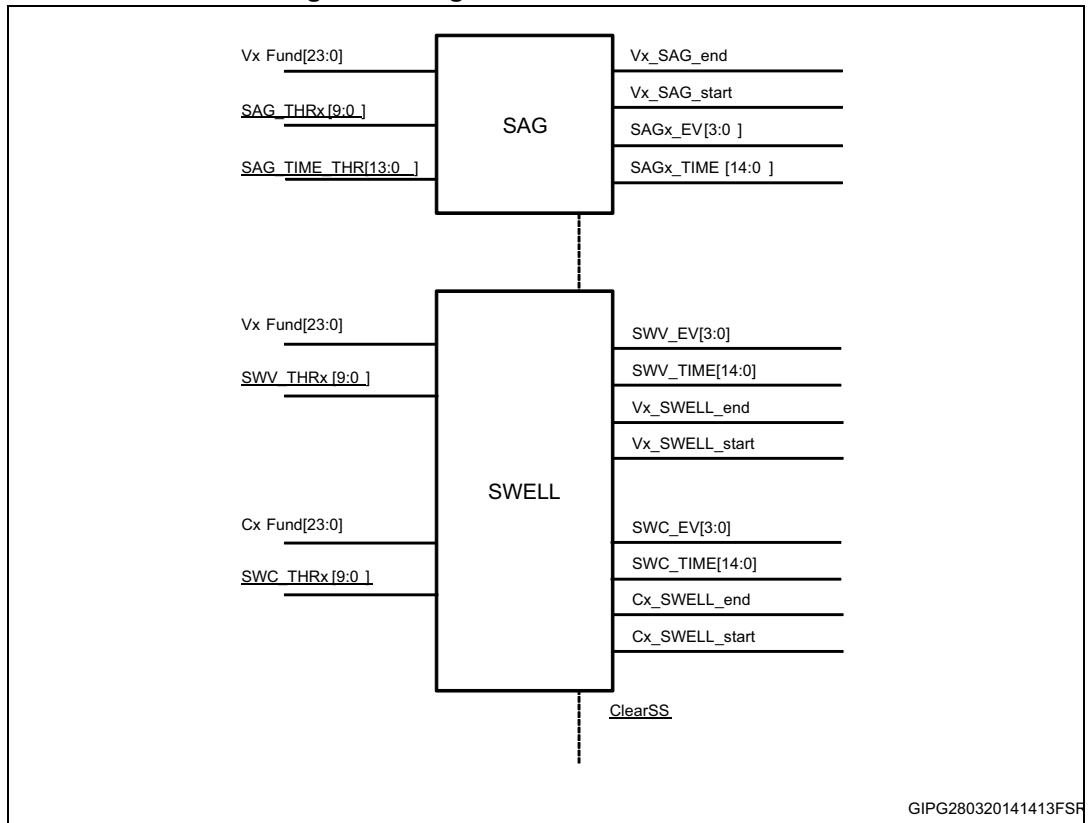 Vx Fund[23:0]
SAG_THRx [9:0 ]
SAG_TIME_THR[13:0 ]
SAG
Vx_SAG_end
Vx_SAG_start
SAGx_EV[3:0 ]
SAGx_TIME [14:0 ]
Vx Fund[23:0]
SWV_THRx [9:0 ]
Cx Fund[23:0]
SWC_THRx [9:0 ]
SWELL
SWV_EV[3:0]
SWV_TIME[14:0]
Vx_SWELL_end
Vx_SWELL_start
SWC_EV[3:0]
SWC_TIME[14:0]
Cx_SWELL_end
Cx_SWELL_start
ClearSS
GIPG280320141413FSR